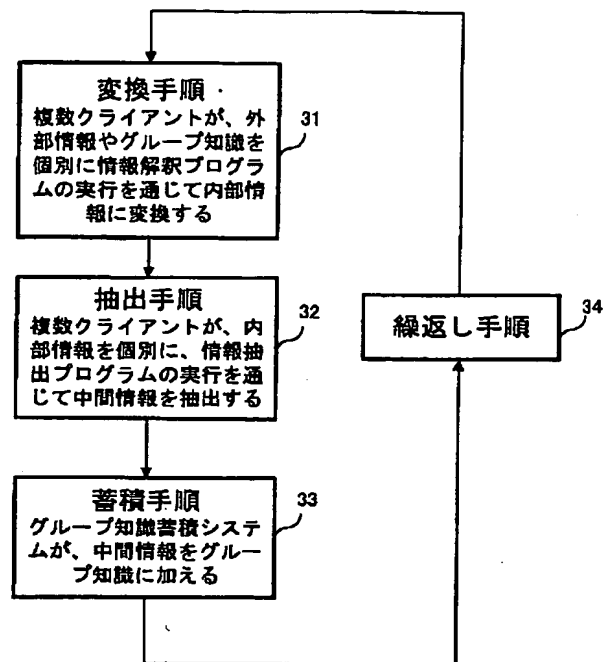 変換手順
複数クライアントが、外
部情報やグループ知識を
個別に情報解釈プログラ
ムの実行を通じて内部情
報に変換する
31
抽出手順
複数クライアントが、内
部情報を個別に、情報抽
出プログラムの実行を通
じて中間情報を抽出する
32
繰返し手順
34
蓄積手順
グループ知識蓄積システ
ムが、中間情報をグルー
プ知識に加える
33